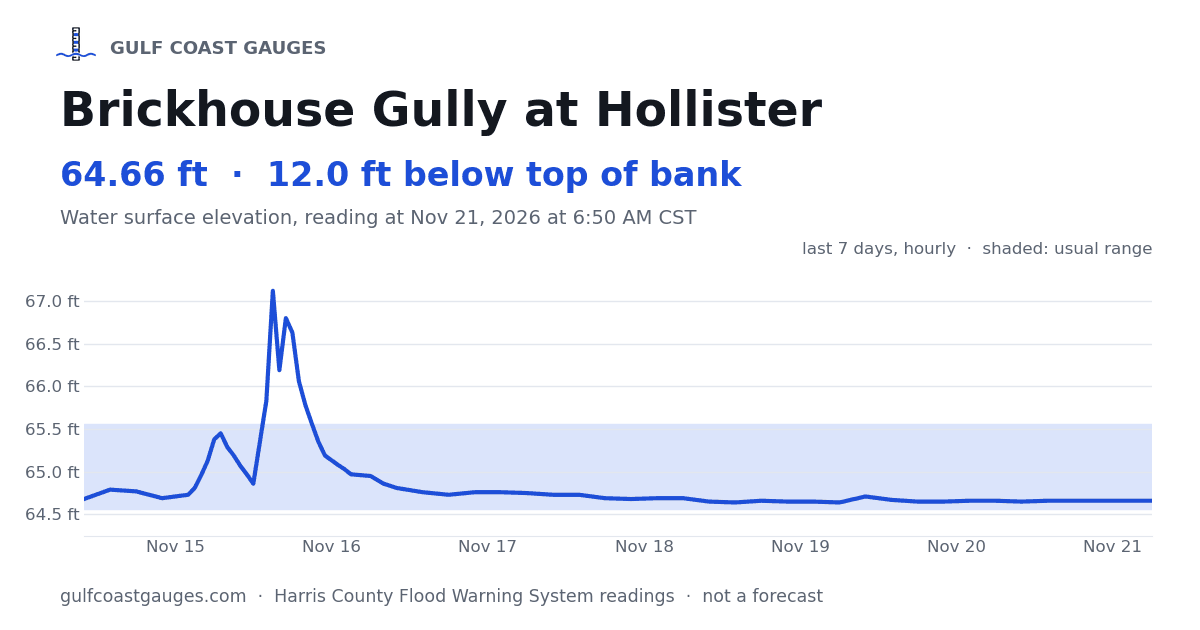 GULF COAST GAUGES
Brickhouse Gully at Hollister
64.66 ft · 12.0 ft below top of bank
Water surface elevation, reading at Nov 21, 2026 at 6:50 AM CST
last 7 days, hourly · shaded: usual range
67.0 ft
66.5 ft
66.0 ft
65.5 ft
65.0 ft
64.5 ft
Nov 15 Nov 16 Nov 17 Nov 18 Nov 19 Nov 20 Nov 21
gulfcoastgauges.com · Harris County Flood Warning System readings · not a forecast